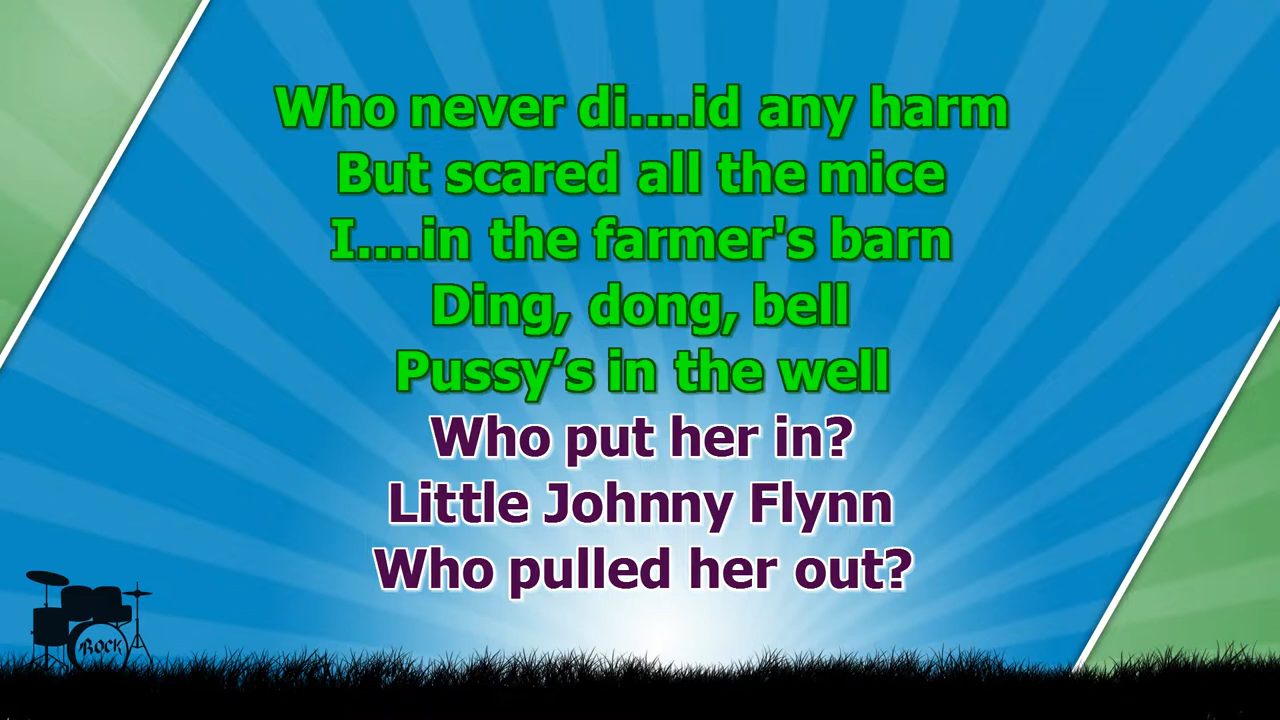 Who never di....id any harm
But scared all the mice
I....in the farmer's barn
Ding, dong, bell
Pussy’s in the well
Who put her in?
Little Johnny Flynn
Who pulled her out?
ROCK